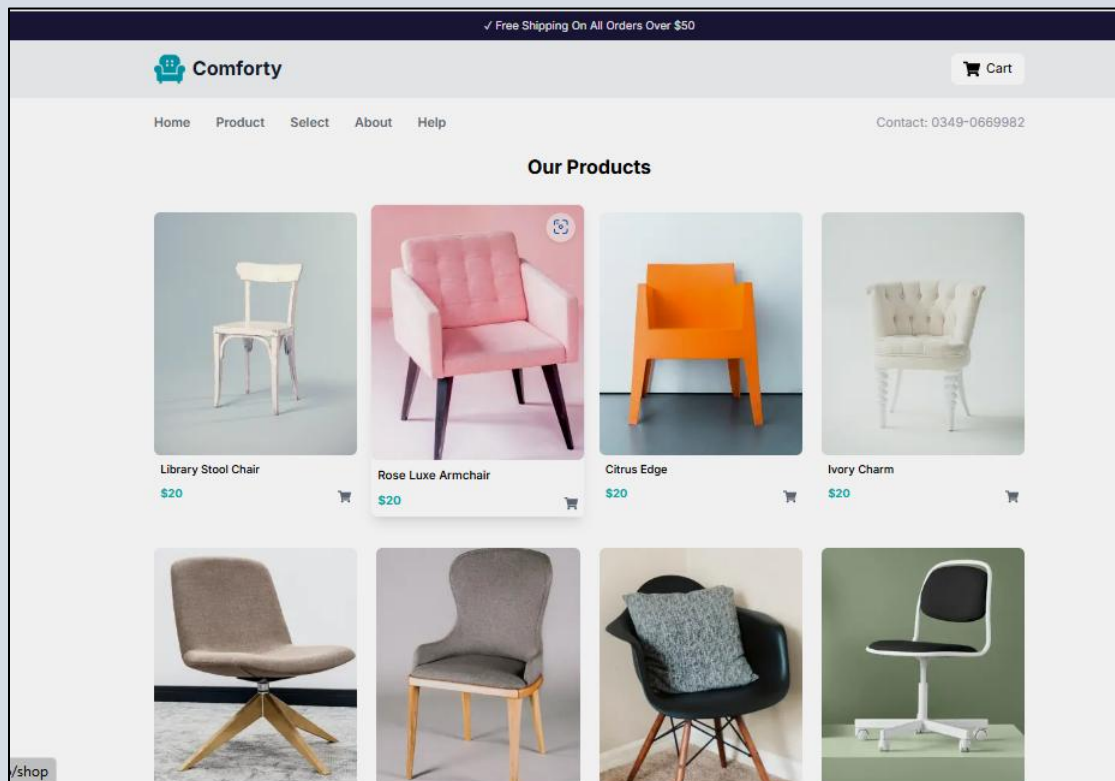 ✓ Free Shipping On All Orders Over $50
Comforty
Cart
Home Product Select About Help
Contact: 0349-0669982
Our Products
Library Stool Chair
$20
Rose Luxe Armchair
$20
Citrus Edge
$20
Ivory Charm
$20
/shop